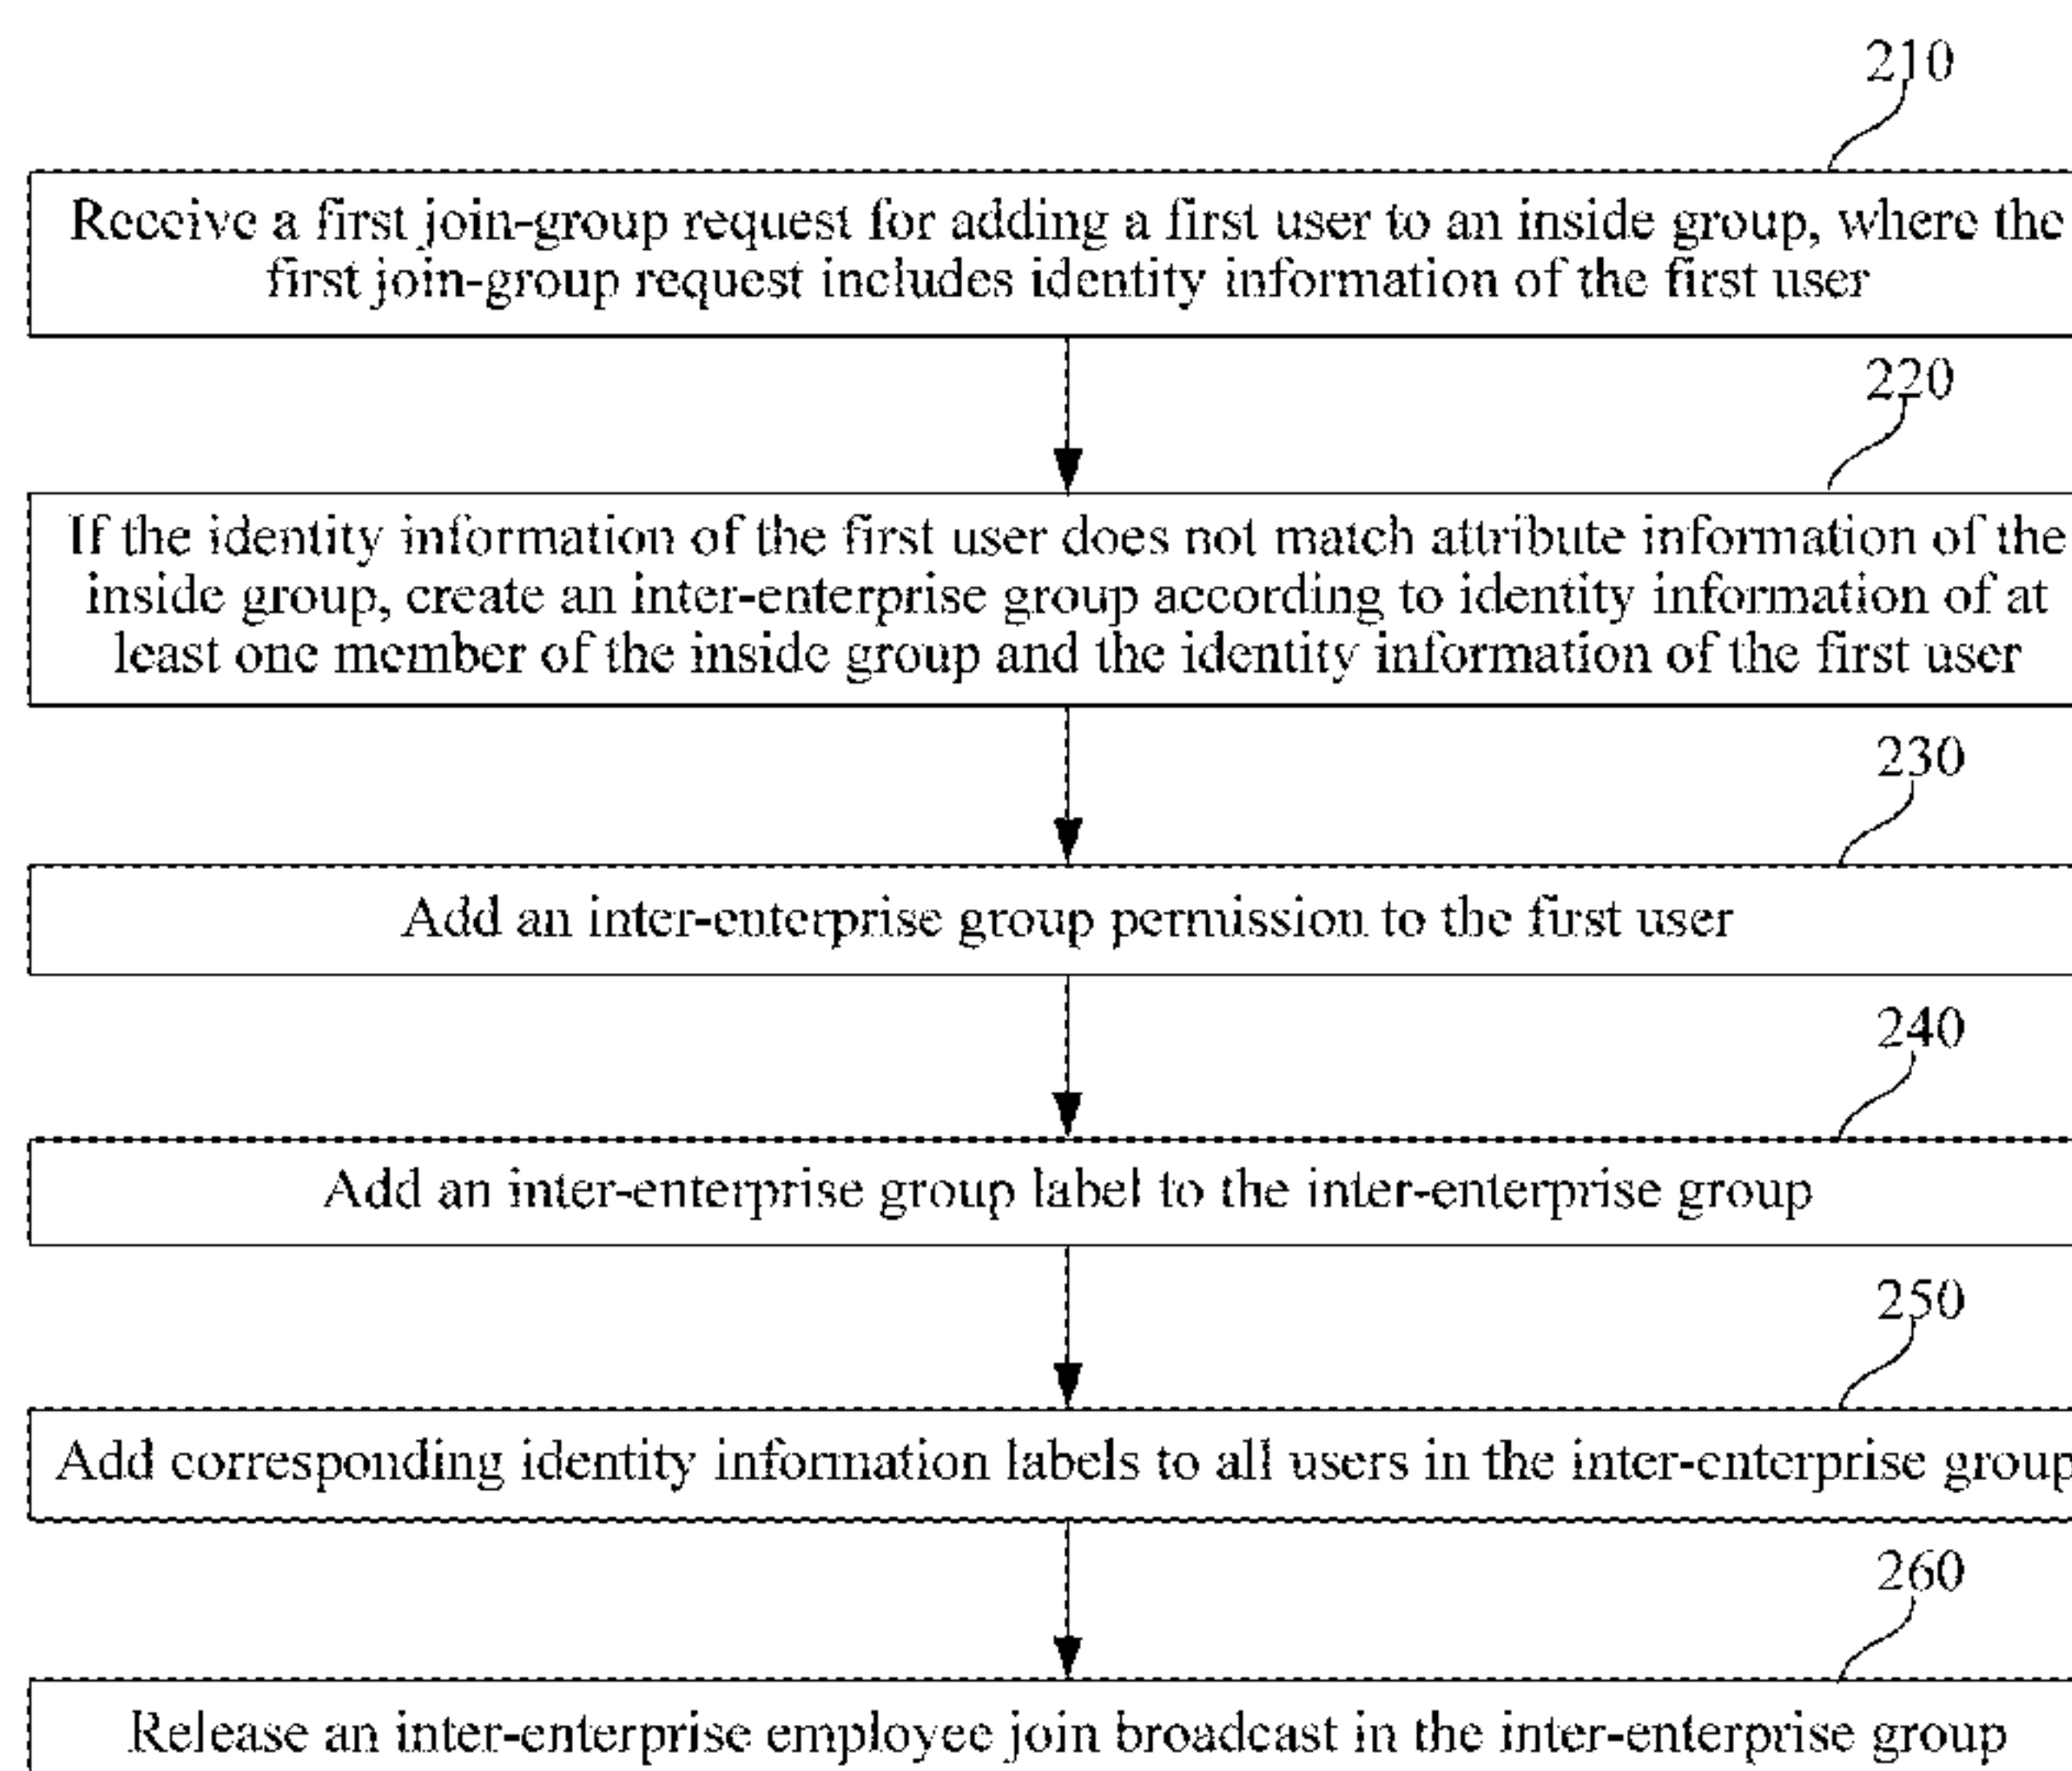 210
Receive a first join-group request for adding a first user to an inside group, where the
first join-group request includes identity information of the first user
220
If the identity information of the first user does not match attribute information of the
inside group, create an inter-enterprise group according to identity information of at
least one member of the inside group and the identity information of the first user
230
Add an inter-enterprise group permission to the first user
240
Add an inter-enterprise group label to the inter-enterprise group
250
Add corresponding identity information labels to all users in the inter-enterprise group
260
Release an inter-enterprise employee join broadcast in the inter-enterprise group